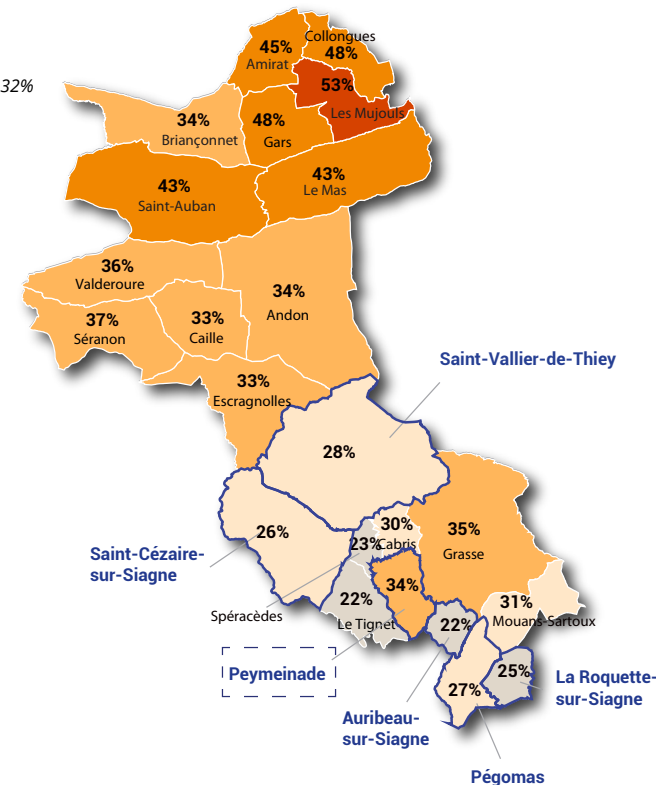 Collongues
45%
48%
Amirat
32%
53%
34%
48%
Les Mujouls
Briançonnet
Gars
43%
43%
Le Mas
Saint-Auban
36%
Valderoure
34%
37%
33%
Andon
Séranon
Caille
33%
Escragnolles
Saint-Vallier-de-Thiey
28%
30%
26%
35%
23%
Cabris
Grasse
Saint-Cézaire-
sur-Siagne
34%
22%
31%
Spéracèdes
Le Tignet
22%
Mouans-Sartoux
Peymeinade
25%
27%
La Roquette-
sur-Siagne
Auribeau-
sur-Siagne
Pégomas